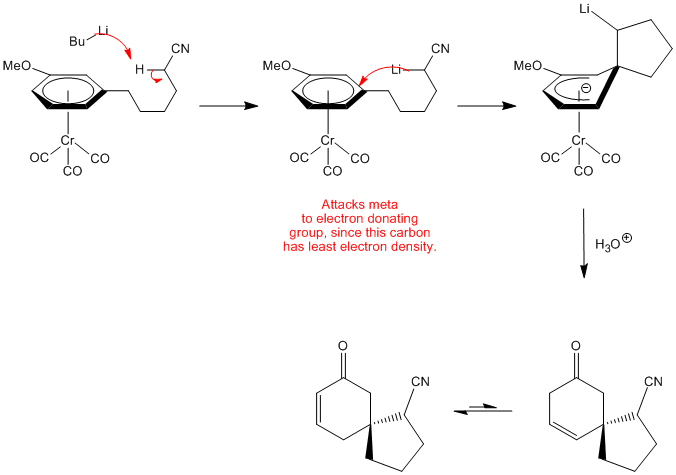 Li
Bu
H
CN
MeO
Cr
OC
CO
CO
Li
CN
MeO
Cr
OC
CO
CO
Li
MeO
⊖
Cr
OC
CO
CO
Attacks meta
to electron donating
group, since this carbon
has least electron density.
H3O⊕
O
CN
O
CN